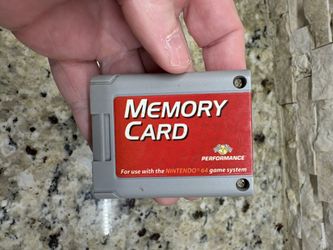 MEMORY
CARD
PERFORMANCE
For use with the NINTENDO® 64 game system